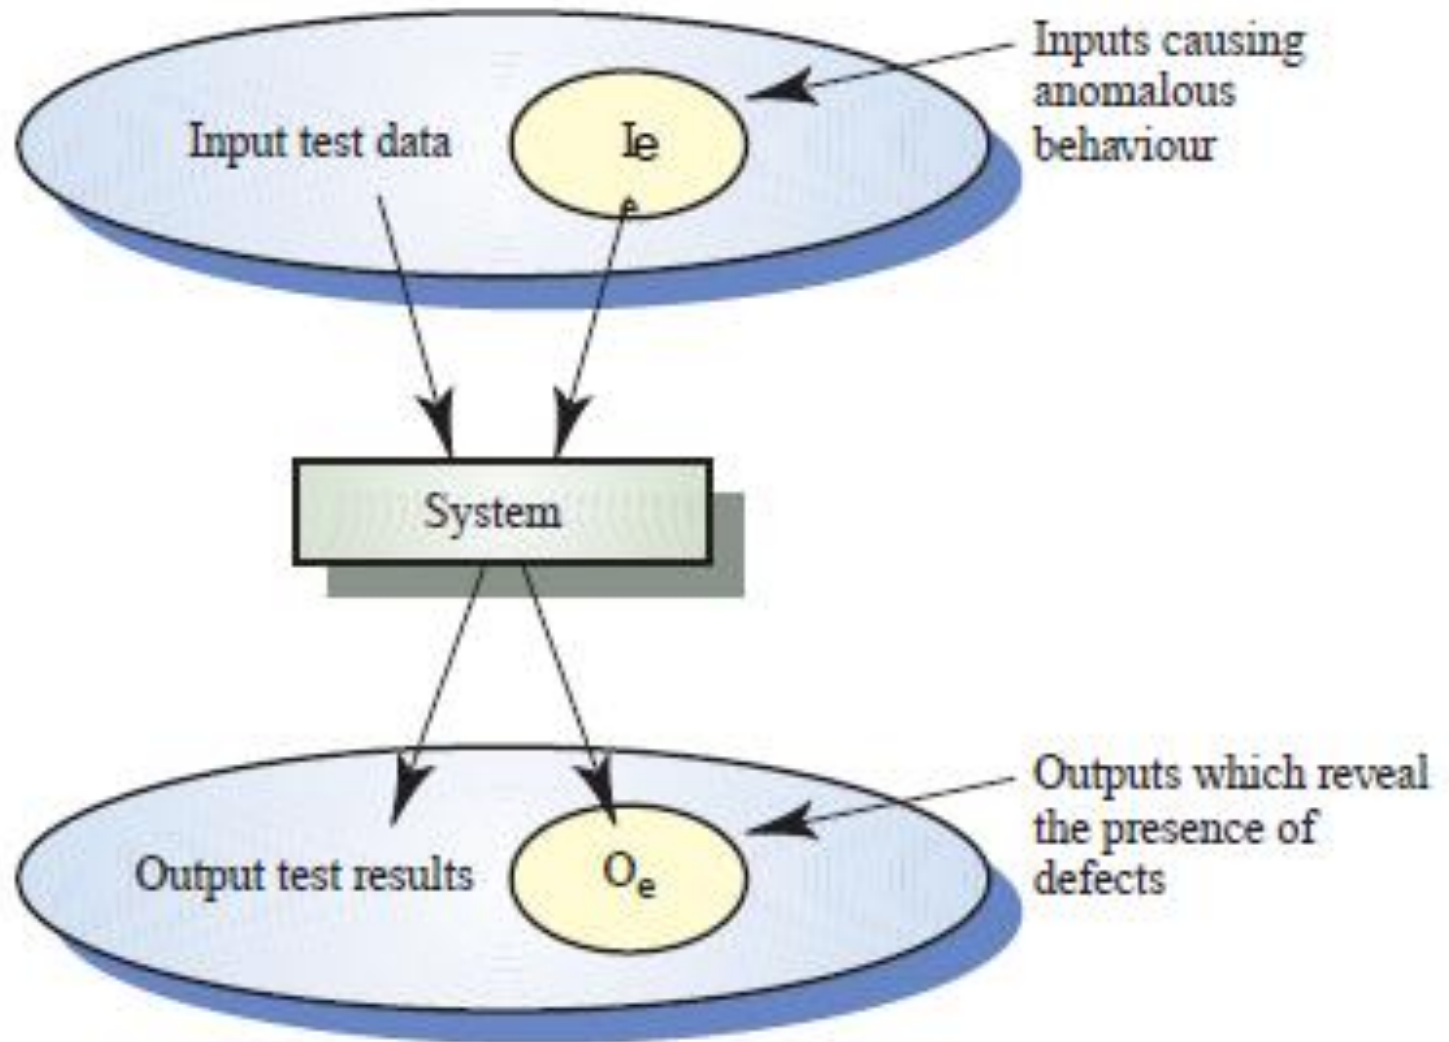 Inputs causing
anomalous
behaviour
Input test data
Ie
e
System
Outputs which reveal
the presence of
defects
Output test results
Oe